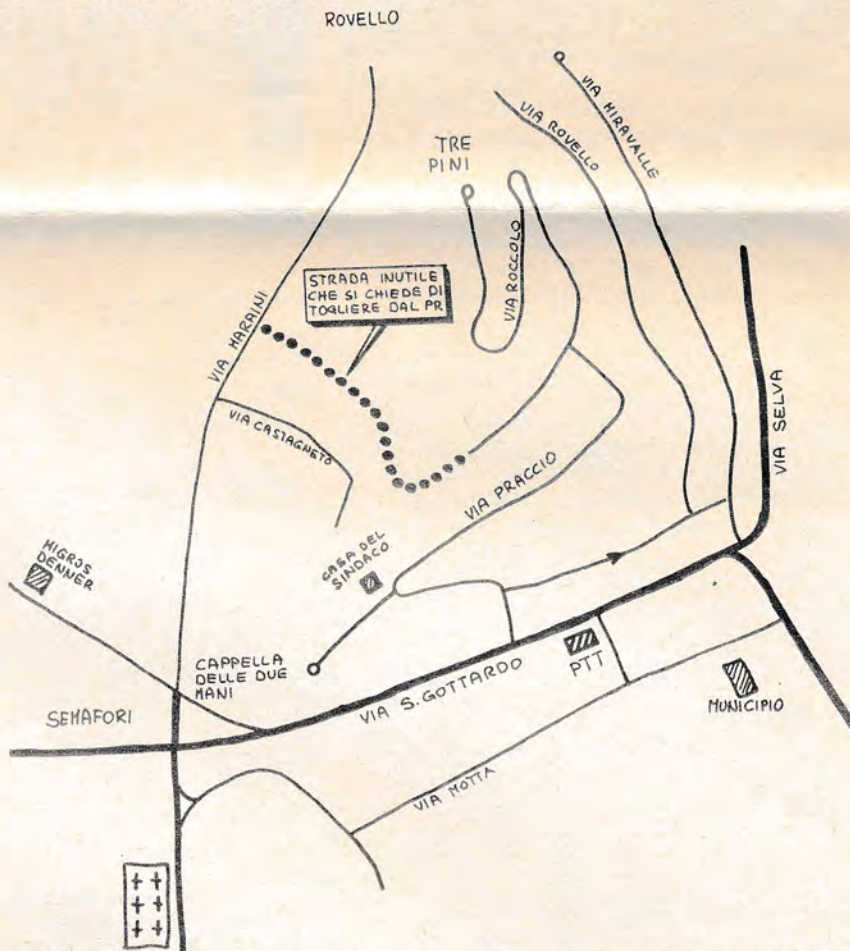 ROVELLO
VIA MIRAVALLE
VIA ROVELLO
TRE
PINI
VIA ROCCOLO
STRADA INUTILE
CHE SI CHIEDE DI
TOGLIERE DAL PR
VIA MARAINI
VIA SELVA
VIA CASTAGNETO
VIA PRACCIO
MIGROS
DENNER
CASA DEL
SINDACO
CAPPELLA
DELLE DUE
MANI
PTT
VIA S. GOTTARDO
MUNICIPIO
SEMAFORI
VIA MOTTA